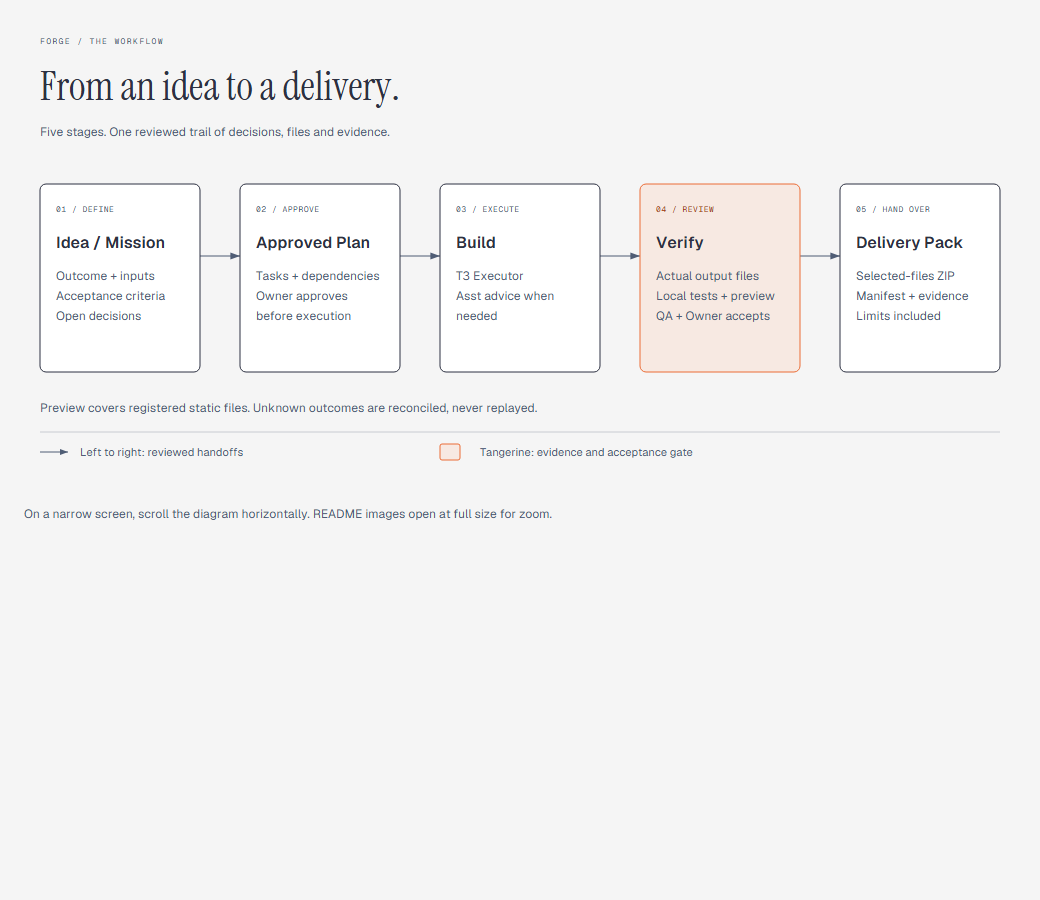 FORGE / THE WORKFLOW
From an idea to a delivery.
Five stages. One reviewed trail of decisions, files and evidence.
01 / DEFINE
Idea / Mission
Outcome + inputs
Acceptance criteria
Open decisions
02 / APPROVE
Approved Plan
Tasks + dependencies
Owner approves
before execution
03 / EXECUTE
Build
T3 Executor
Asst advice when
needed
04 / REVIEW
Verify
Actual output files
Local tests + preview
QA + Owner accepts
05 / HAND OVER
Delivery Pack
Selected-files ZIP
Manifest + evidence
Limits included
Preview covers registered static files. Unknown outcomes are reconciled, never replayed.
Left to right: reviewed handoffs
Tangerine: evidence and acceptance gate
On a narrow screen, scroll the diagram horizontally. README images open at full size for zoom.